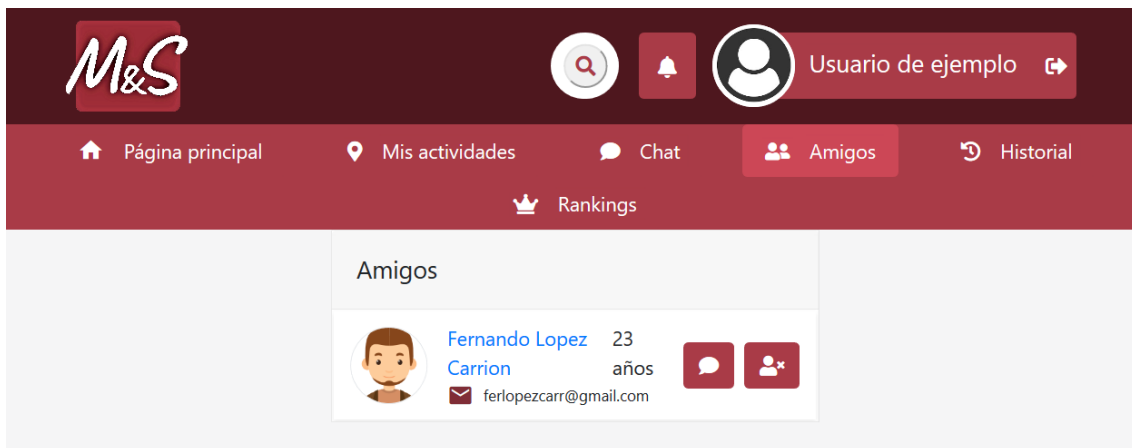 M&S
Usuario de ejemplo
Página principal Mis actividades Chat Amigos Historial
Rankings
Amigos
Fernando Lopez 23
Carrion años
ferlopezcarr@gmail.com